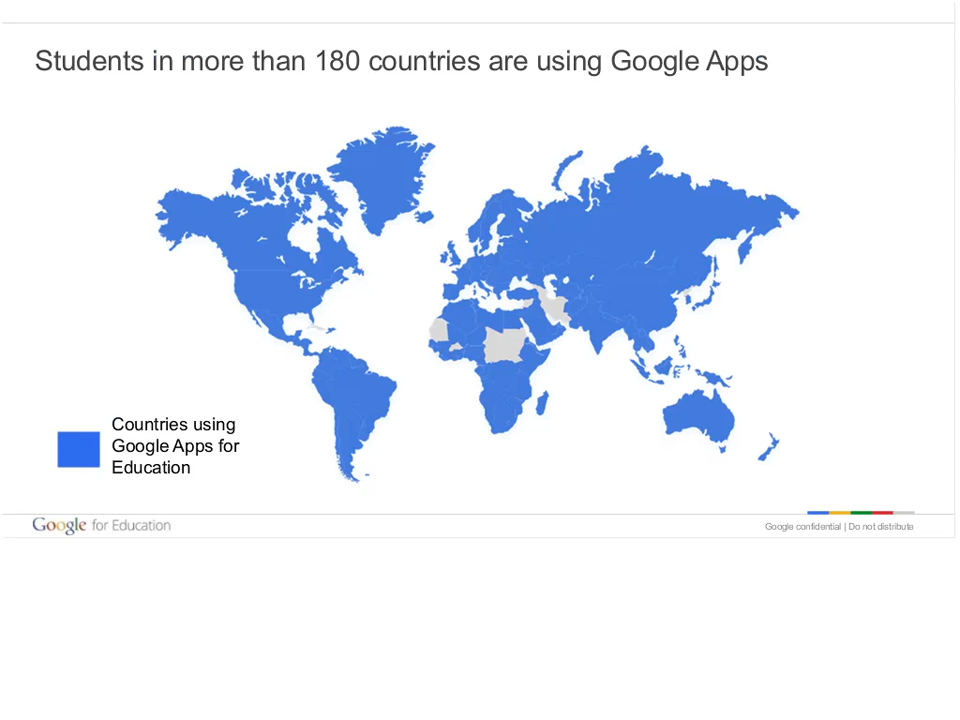 Students in more than 180 countries are using Google Apps
Countries using
Google Apps for
Education
Google for Education
Google confidential | Do not distribute